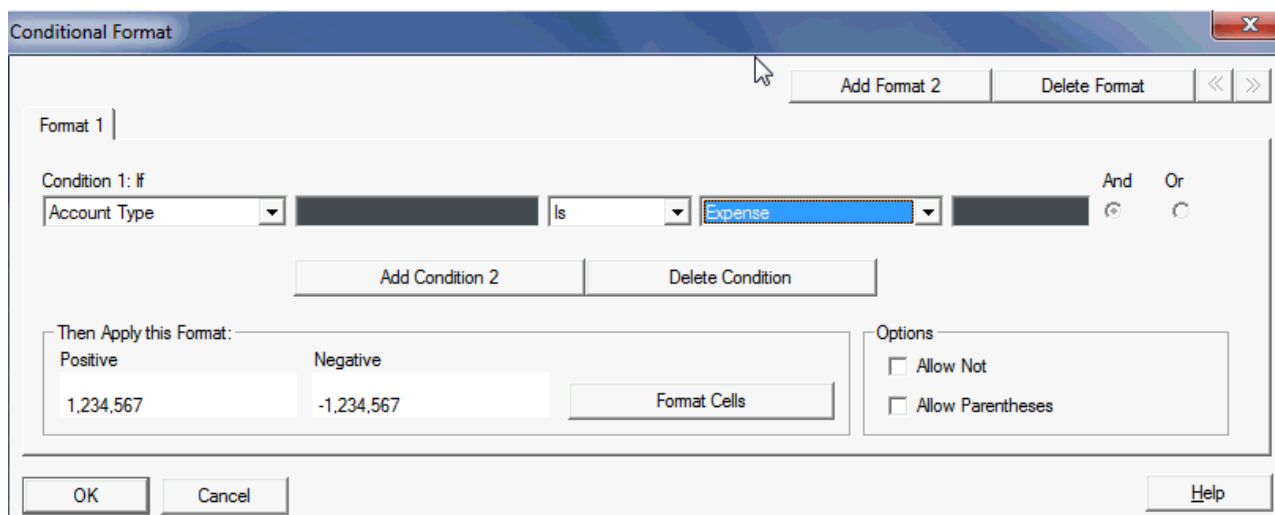 Conditional Format
X
Add Format 2 Delete Format << >>
Format 1
Condition 1: If And Or
Account Type Is Expense
Add Condition 2 Delete Condition
Then Apply this Format: Options
Positive Negative Allow Not
1,234,567 -1,234,567 Format Cells Allow Parentheses
OK Cancel Help